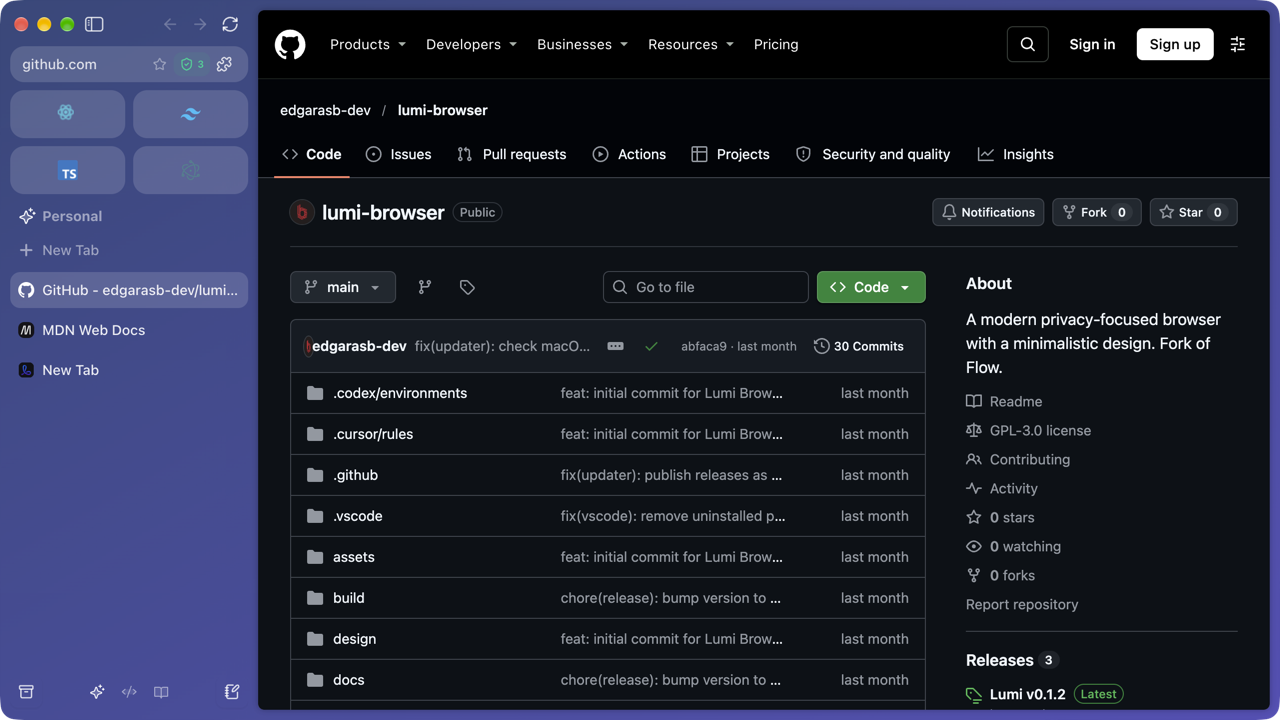 github.com
3
TS
Personal
New Tab
GitHub - edgarasb-dev/lumi...
MDN Web Docs
New Tab
Products
Developers
Businesses
Resources
Pricing
Sign in
Sign up
edgarasb-dev / lumi-browser
Code
Issues
Pull requests
Actions
Projects
Security and quality
Insights
lumi-browser
Public
Notifications
Fork 0
Star 0
main
Go to file
Code
edgarasb-dev fix(updater): check macO... abfaca9 · last month 30 Commits
.codex/environments feat: initial commit for Lumi Brow... last month
.cursor/rules feat: initial commit for Lumi Brow... last month
.github fix(updater): publish releases as ... last month
.vscode fix(vscode): remove uninstalled p... last month
assets feat: initial commit for Lumi Brow... last month
build chore(release): bump version to ... last month
design feat: initial commit for Lumi Brow... last month
docs chore(release): bump version to ... last month
About
A modern privacy-focused browser
with a minimalistic design. Fork of
Flow.
Readme
GPL-3.0 license
Contributing
Activity
0 stars
0 watching
0 forks
Report repository
Releases 3
Lumi v0.1.2 Latest